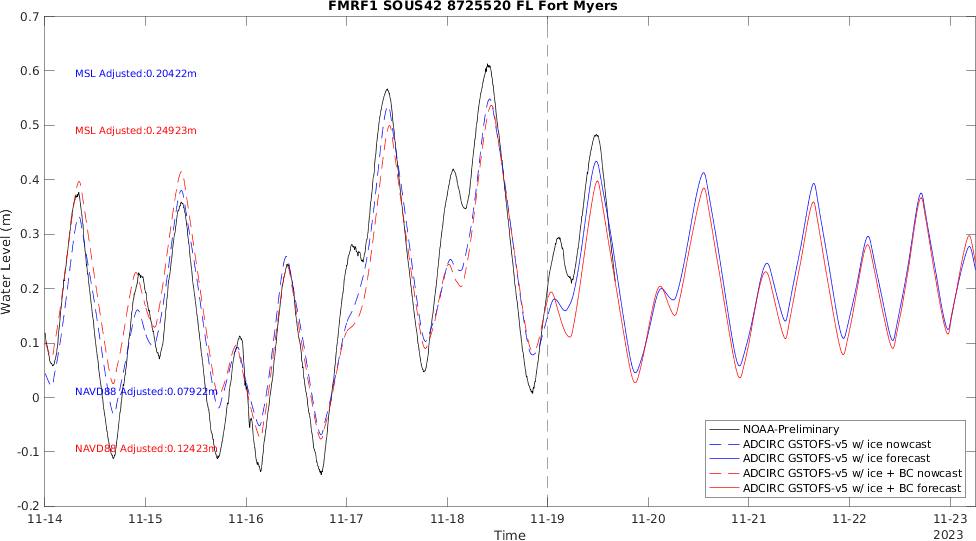 FMRF1 SOUS42 8725520 FL Fort Myers
0.7
0.6
0.5
0.4
0.3
0.2
0.1
0
-0.1
-0.2
Water Level (m)
MSL Adjusted:0.20422m
MSL Adjusted:0.24923m
NAVD88 Adjusted:0.07922m
NAVD88 Adjusted:0.12423m
NOAA-Preliminary
ADCIRC GSTOFS-v5 w/ ice nowcast
ADCIRC GSTOFS-v5 w/ ice forecast
ADCIRC GSTOFS-v5 w/ ice + BC nowcast
ADCIRC GSTOFS-v5 w/ ice + BC forecast
11-14 11-15 11-16 11-17 11-18 11-19 11-20 11-21 11-22 11-23
Time
2023